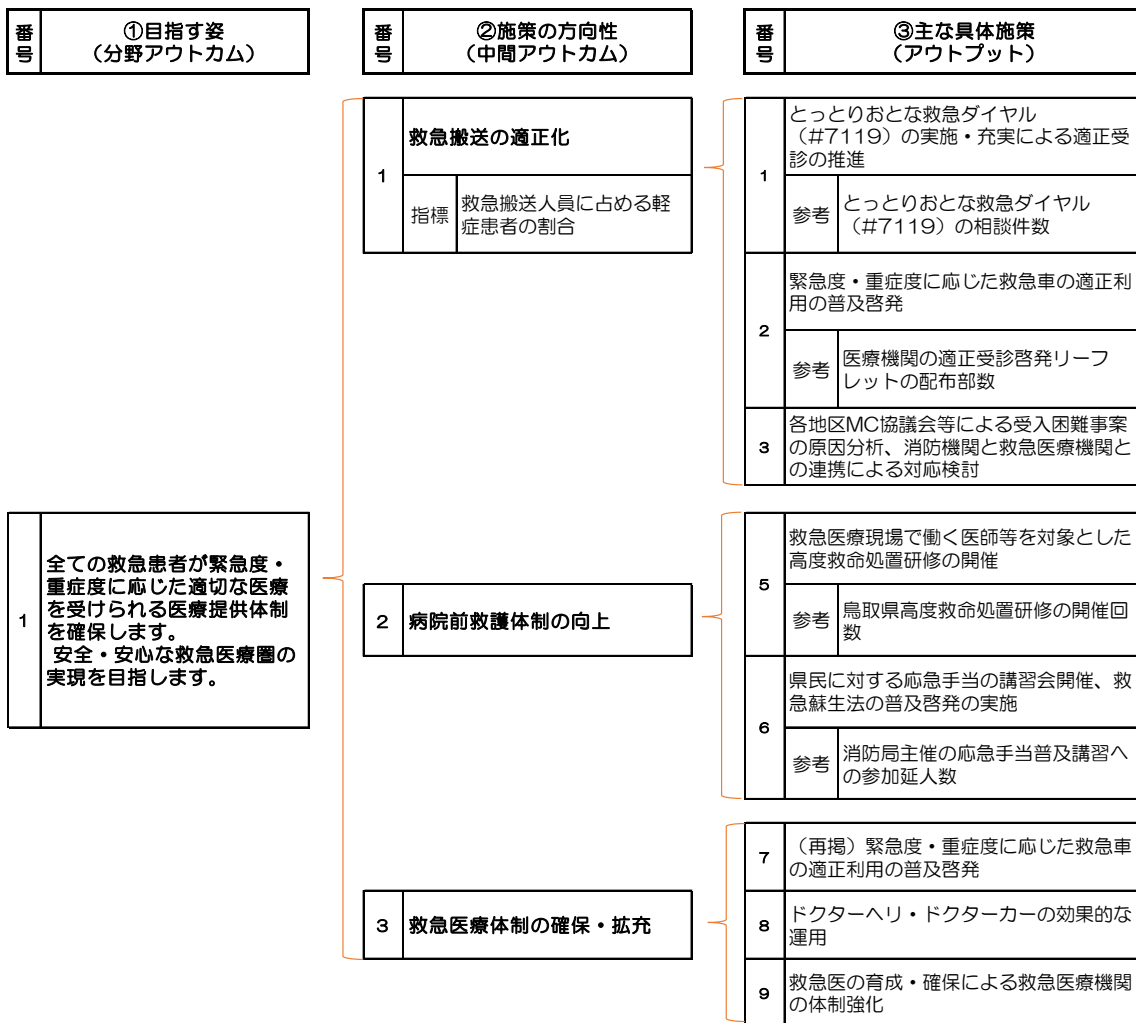 番号
①目指す姿
（分野アウトカム）
番号
②施策の方向性
（中間アウトカム）
番号
③主な具体施策
（アウトプット）
1
全ての救急患者が緊急度・
重症度に応じた適切な医療
を受けられる医療提供体制
を確保します。
安全・安心な救急医療圏の
実現を目指します。
1
救急搬送の適正化
指標
救急搬送人員に占める軽
症患者の割合
1
とっとりおとな救急ダイヤル
（#7119）の実施・充実による適正受
診の推進
参考
とっとりおとな救急ダイヤル
（#7119）の相談件数
2
緊急度・重症度に応じた救急車の適正利
用の普及啓発
参考
医療機関の適正受診啓発リーフ
レットの配布部数
3
各地区MC協議会等による受入困難事案
の原因分析、消防機関と救急医療機関と
の連携による対応検討
2
病院前救護体制の向上
5
救急医療現場で働く医師等を対象とした
高度救命処置研修の開催
参考
鳥取県高度救命処置研修の開催回
数
6
県民に対する応急手当の講習会開催、救
急蘇生法の普及啓発の実施
参考
消防局主催の応急手当普及講習へ
の参加延人数
3
救急医療体制の確保・拡充
7
（再掲）緊急度・重症度に応じた救急車
の適正利用の普及啓発
8
ドクターヘリ・ドクターカーの効果的な
運用
9
救急医の育成・確保による救急医療機関
の体制強化